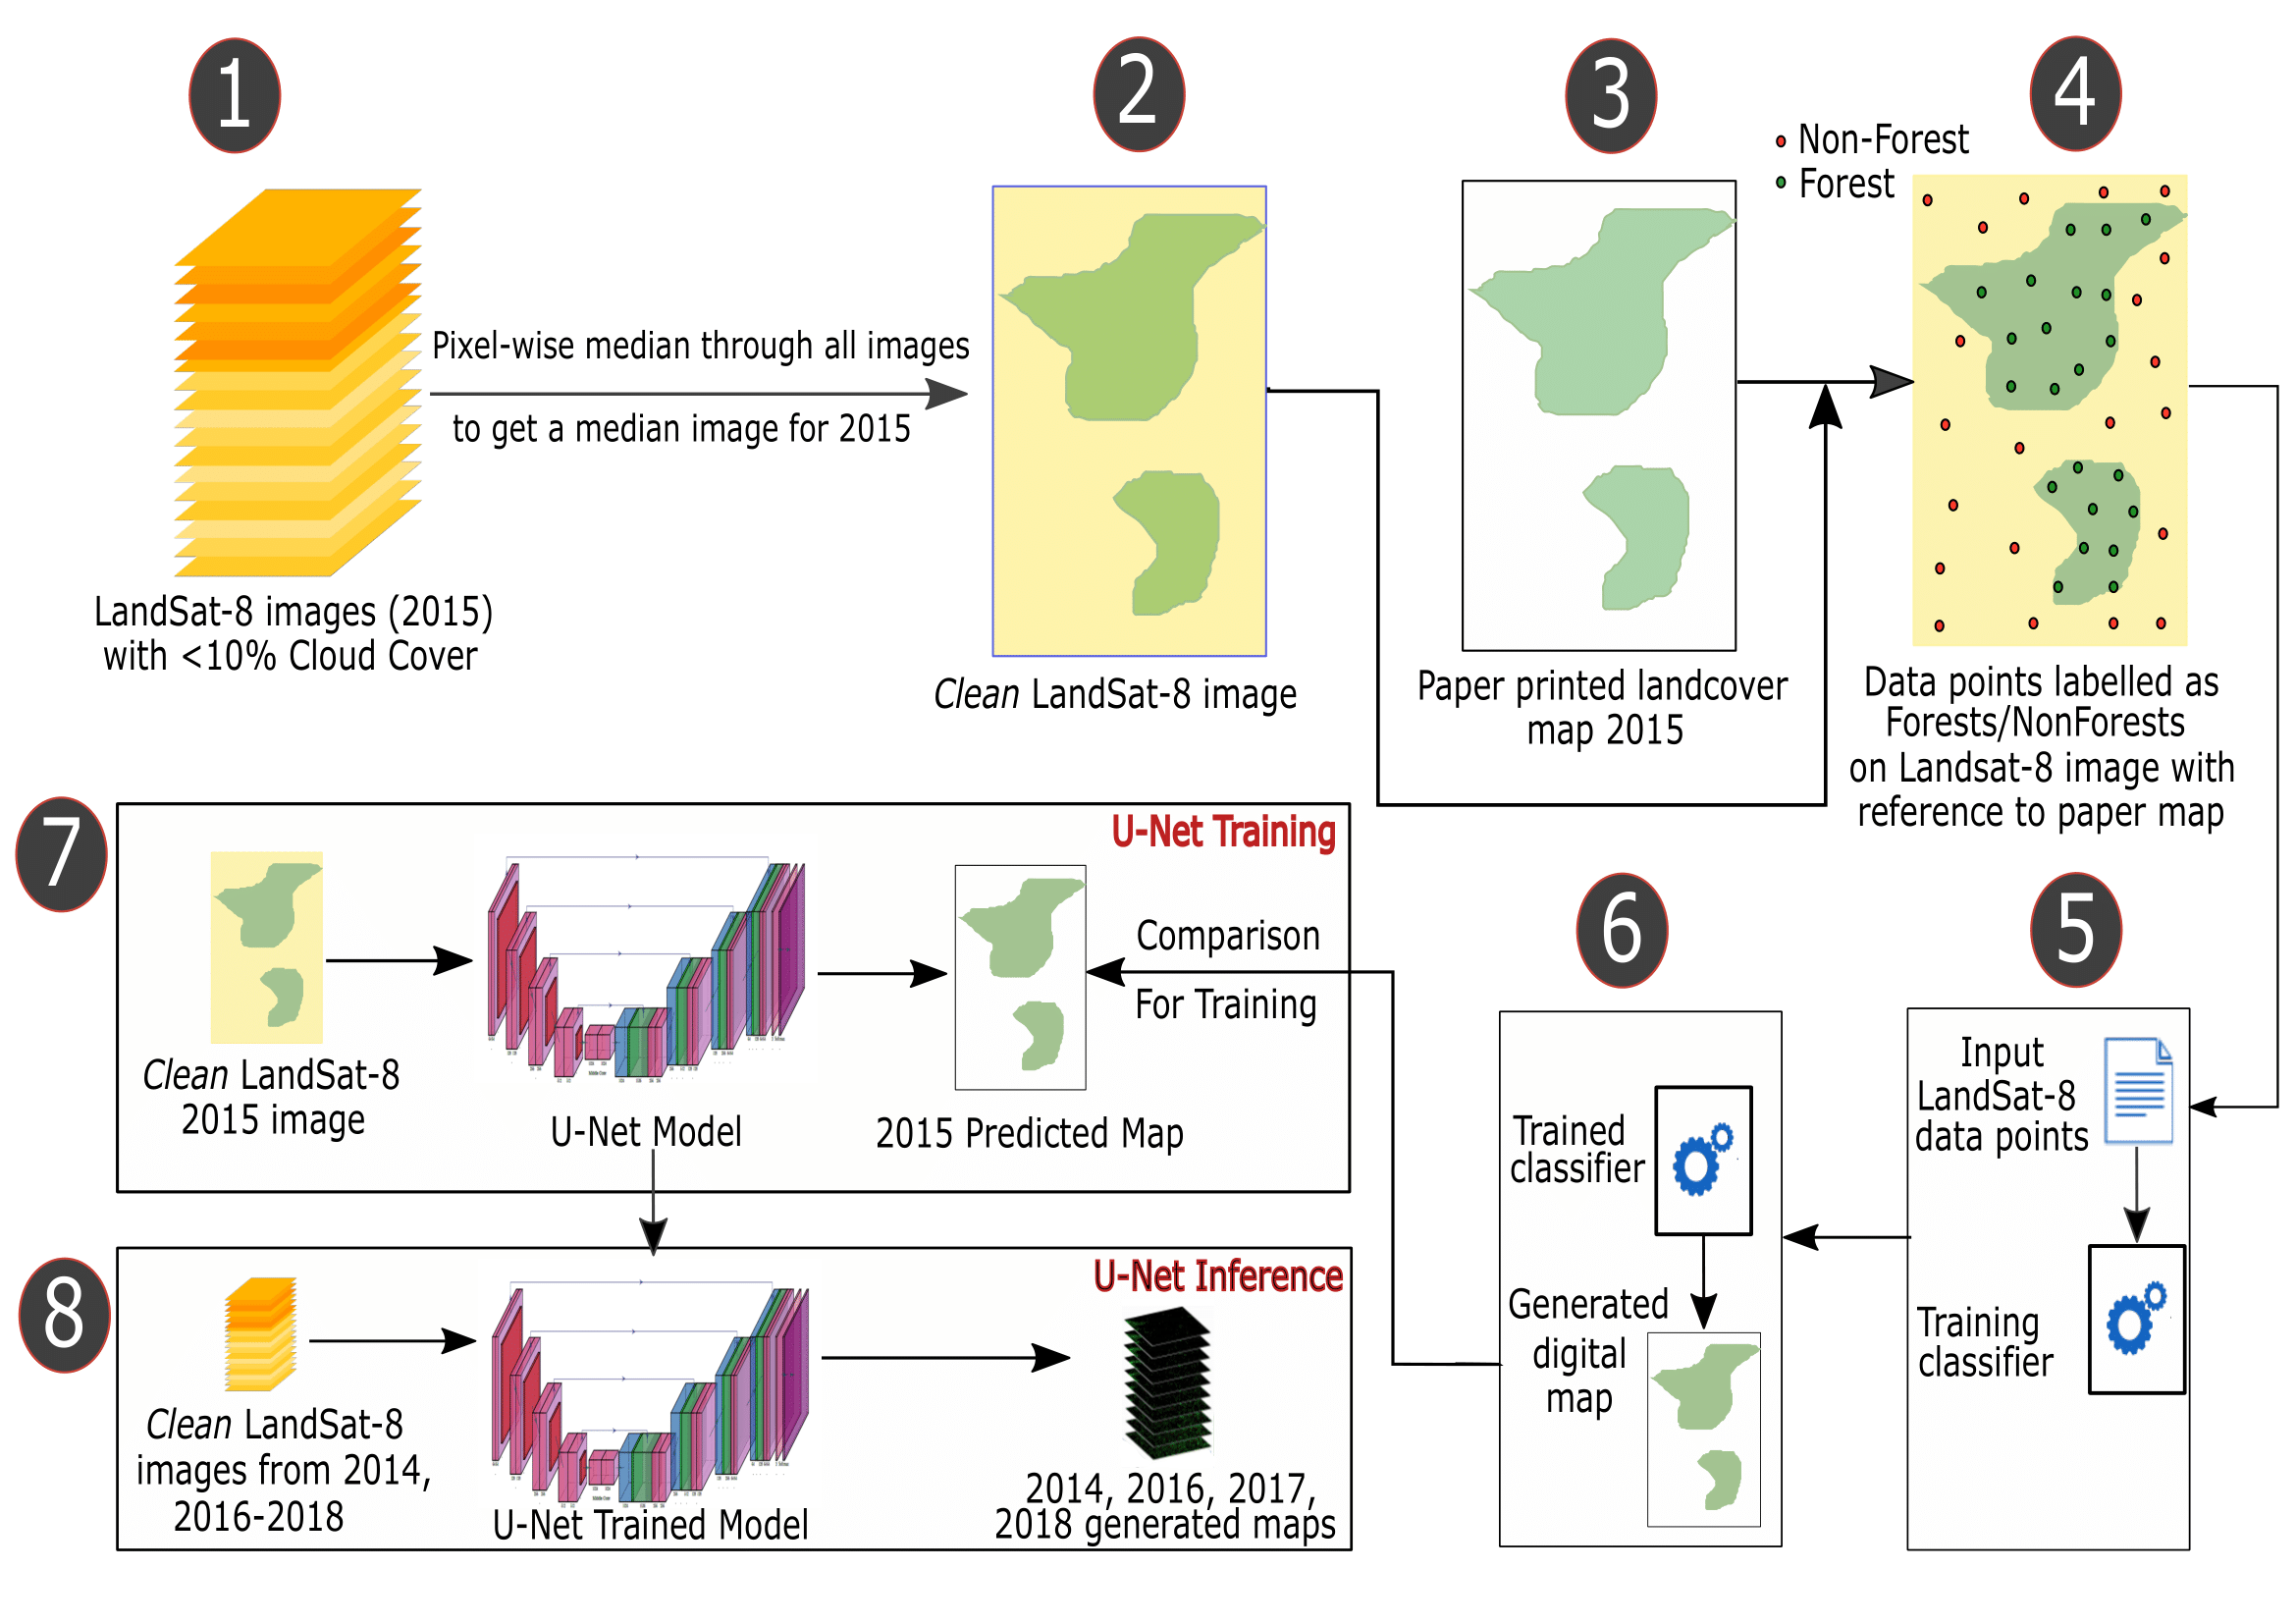 1
2
3
4
Non-Forest
Forest
Pixel-wise median through all images
to get a median image for 2015
LandSat-8 images (2015)
with <10% Cloud Cover
Clean LandSat-8 image
Paper printed landcover
map 2015
Data points labelled as
Forests/NonForests
on Landsat-8 image with
reference to paper map
5
Input
LandSat-8
data points
Training
classifier
6
Trained
classifier
Generated
digital
map
7
U-Net Training
Comparison
For Training
Clean LandSat-8
2015 image
U-Net Model
2015 Predicted Map
8
U-Net Inference
Clean LandSat-8
images from 2014,
2016-2018
U-Net Trained Model
2014, 2016, 2017,
2018 generated maps